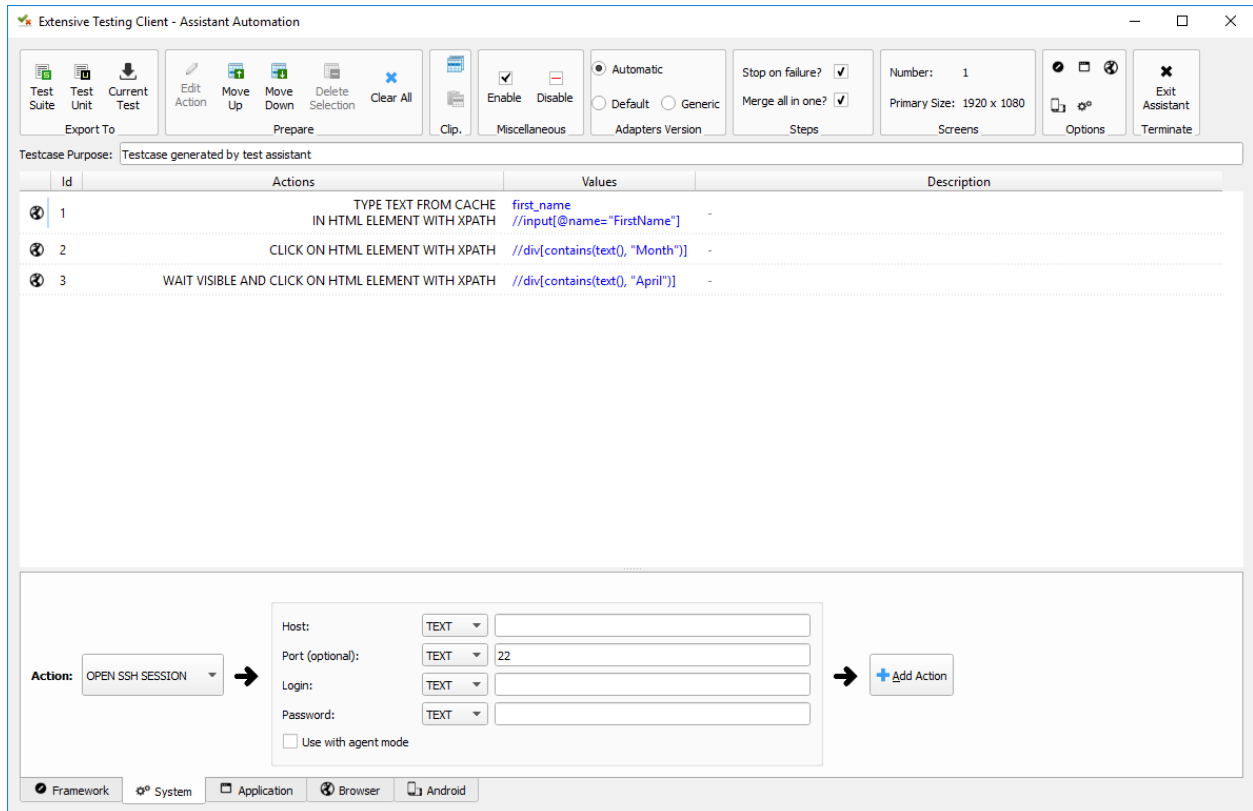 Extensive Testing Client - Assistant Automation
Test Suite
Test Unit
Current Test
Export To
Edit Action
Move Up
Move Down
Delete Selection
Clear All
Prepare
Clip.
Enable
Disable
Miscellaneous
Automatic
Default
Generic
Adapters Version
Stop on failure?
Merge all in one?
Steps
Number: 1
Primary Size: 1920 x 1080
Screens
Options
Exit Assistant
Terminate
Testcase Purpose: Testcase generated by test assistant
Id Actions Values Description
1 TYPE TEXT FROM CACHE first_name
IN HTML ELEMENT WITH XPATH //input[@name="FirstName"] -
2 CLICK ON HTML ELEMENT WITH XPATH //div[contains(text(), "Month")] -
3 WAIT VISIBLE AND CLICK ON HTML ELEMENT WITH XPATH //div[contains(text(), "April")] -
Host: TEXT
Port (optional): TEXT 22
Action: OPEN SSH SESSION
Login: TEXT
Password: TEXT
Use with agent mode
Add Action
Framework System Application Browser Android